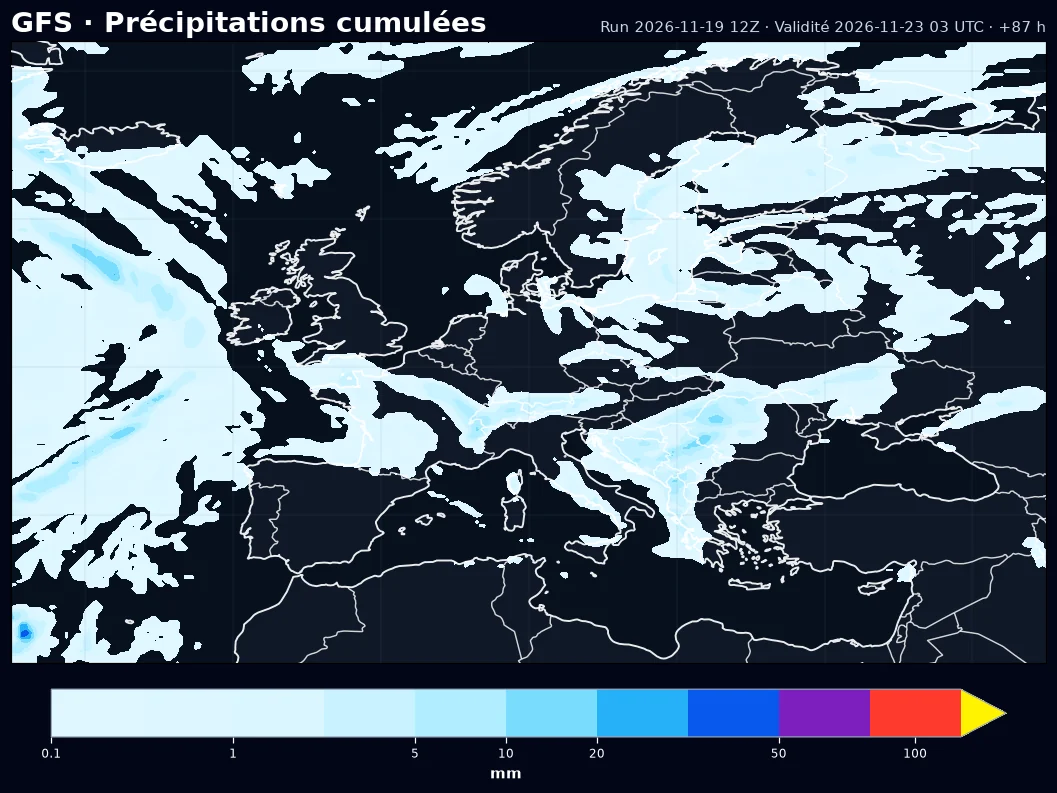 GFS · Précipitations cumulées
Run 2026-11-19 12Z · Validité 2026-11-23 03 UTC · +87 h
0.1 1 5 10 20 50 100
mm